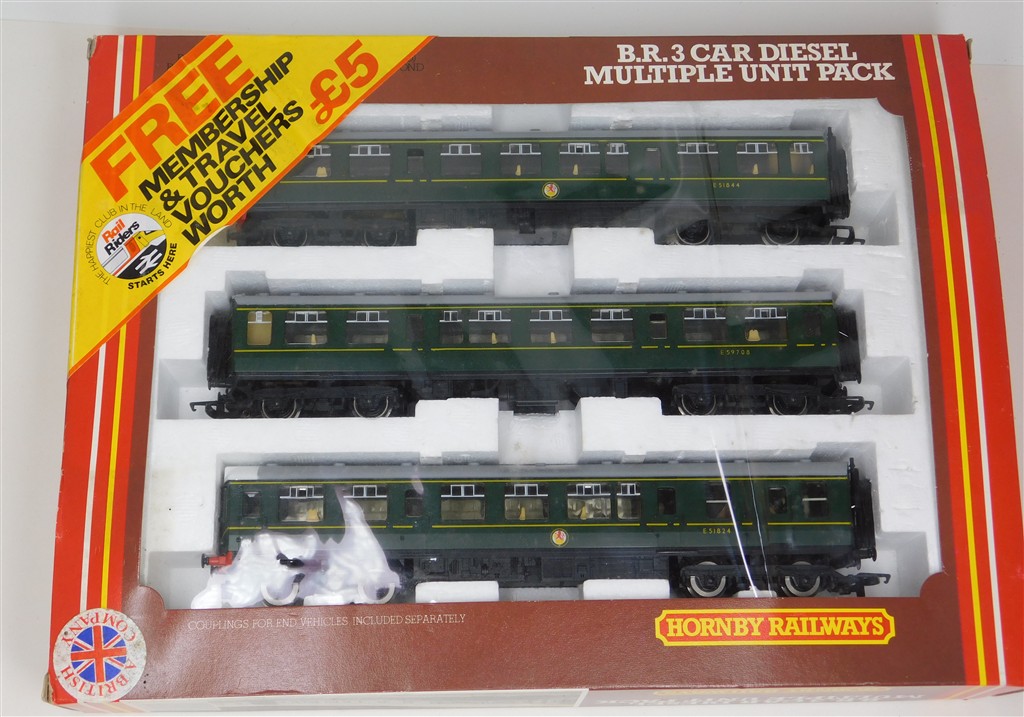 B.R. 3 CAR DIESEL
MULTIPLE UNIT PACK
FREE
MEMBERSHIP
& TRAVEL
VOUCHERS
WORTH
£5
THE HAPPIEST CLUB IN THE LAND
Rail
Riders
STARTS HERE
E51844
E59708
E51824
COUPLINGS FOR END VEHICLES INCLUDED SEPARATELY
HORNBY RAILWAYS
A BRITISH
COMPANY